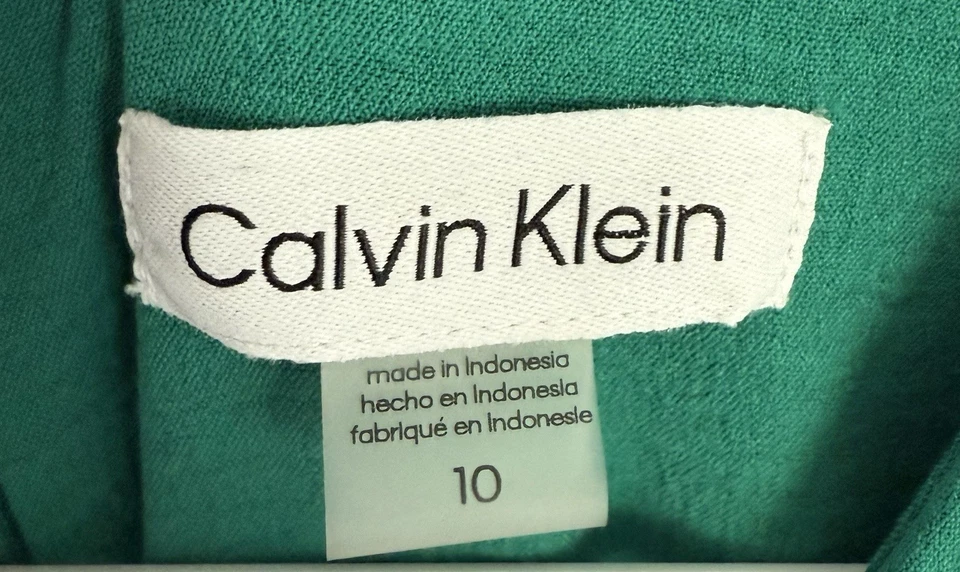 Calvin Klein
made in Indonesia
hecho en Indonesia
fabriqué en Indonesie
10